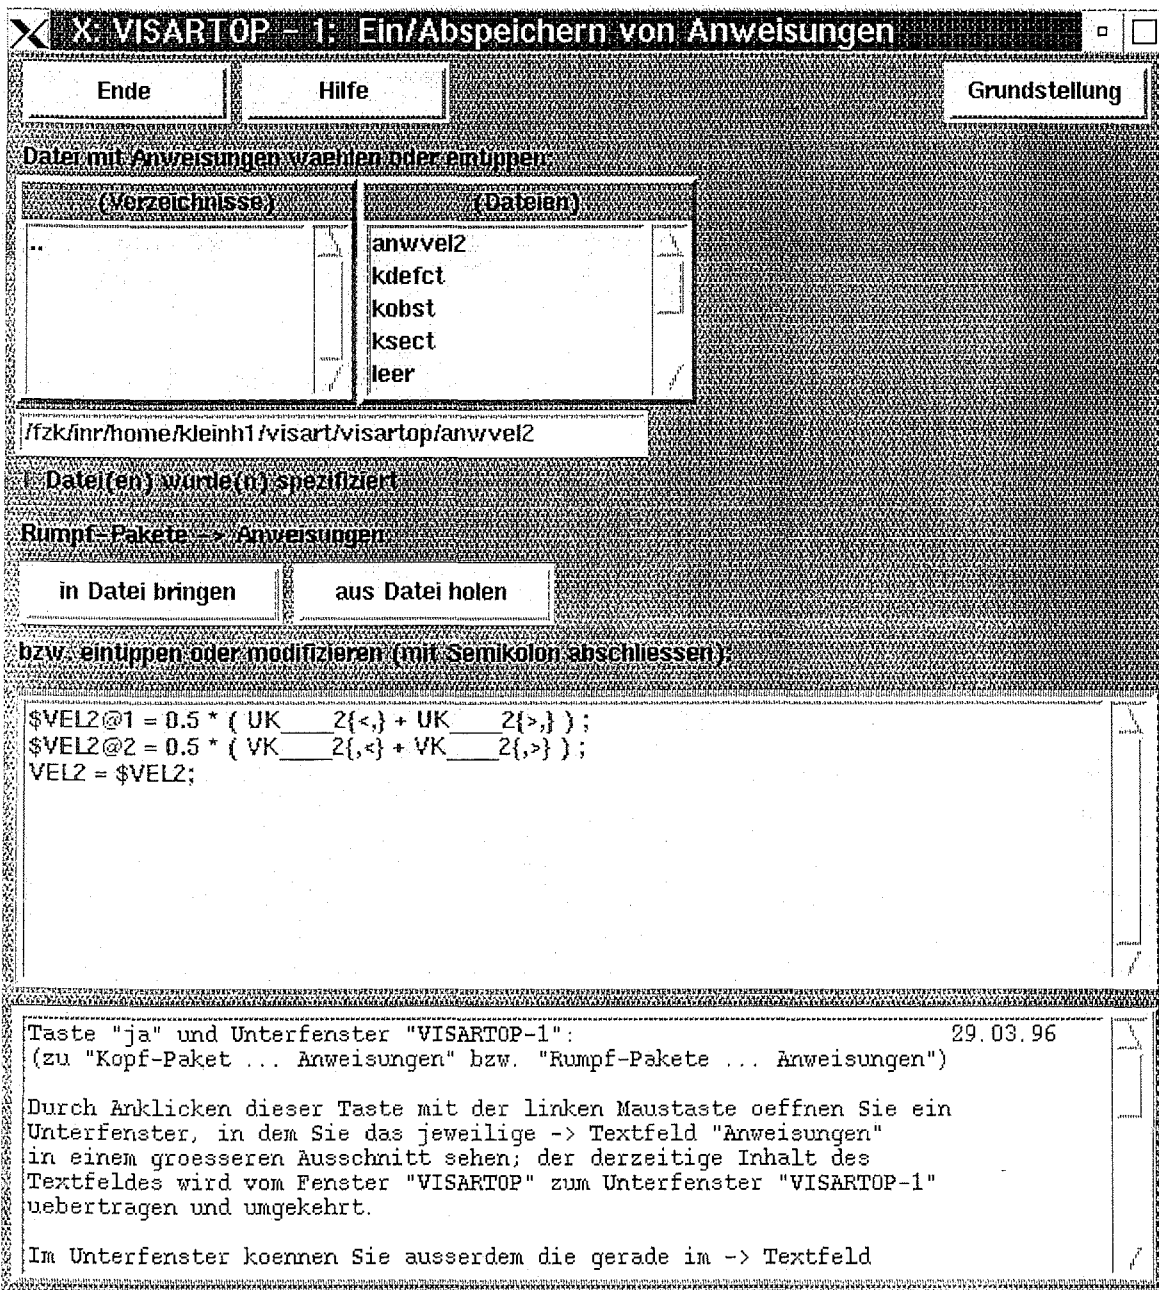 X: VISARTOP - 1: Ein/Abspeichern von Anweisungen
Ende Hilfe Grundstellung
Datei mit Anweisungen waehlen oder eintippen:
(Verzeichnisse) (Dateien)
.. anwvel2
kdefct
kobst
ksect
leer
/fzk/inr/home/kleinh1/visart/visartop/anwvel2
Datei(en) wurde(n) spezifiziert
Rumpf-Pakete -> Anweisungen:
in Datei bringen aus Datei holen
bzw. eintippen oder modifizieren (mit Semikolon abschliessen):
$VEL2@1 = 0.5 * ( UK____2{<,} + UK____2{>,} ) ;
$VEL2@2 = 0.5 * ( VK____2{,<} + VK____2{,>} ) ;
VEL2 = $VEL2;
Taste "ja" und Unterfenster "VISARTOP-1": 29.03.96
(zu "Kopf-Paket ... Anweisungen" bzw. "Rumpf-Pakete ... Anweisungen")
Durch Anklicken dieser Taste mit der linken Maustaste oeffnen Sie ein
Unterfenster, in dem Sie das jeweilige -> Textfeld "Anweisungen"
in einem groesseren Ausschnitt sehen; der derzeitige Inhalt des
Textfeldes wird vom Fenster "VISARTOP" zum Unterfenster "VISARTOP-1"
uebertragen und umgekehrt.
Im Unterfenster koennen Sie ausserdem die gerade im -> Textfeld